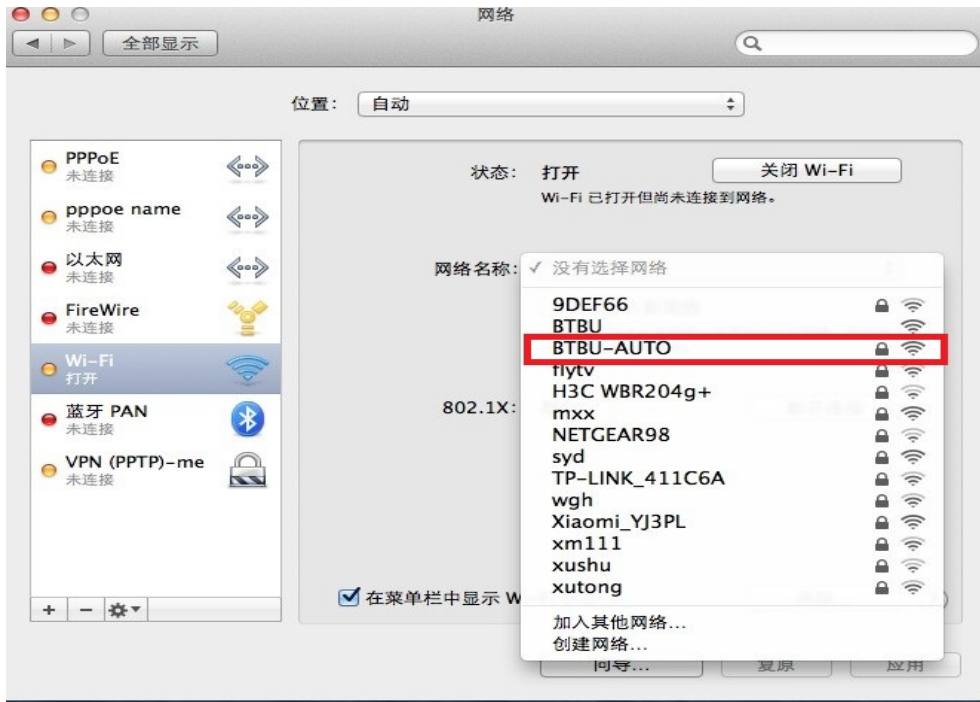 网络
全部显示
位置: 自动
PPPoE
未连接
pppoe name
未连接
以太网
未连接
FireWire
未连接
Wi-Fi
打开
蓝牙 PAN
未连接
VPN (PPTP)-me
未连接
状态: 打开 关闭 Wi-Fi
Wi-Fi 已打开但尚未连接到网络。
网络名称: ✓ 没有选择网络
9DEF66
BTBU
BTBU-AUTO
flytv
H3C WBR204g+
802.1X:
mxx
NETGEAR98
syd
TP-LINK_411C6A
wgh
Xiaomi_YJ3PL
xm111
xushu
xutong
加入其他网络...
创建网络...
在菜单栏中显示 W
向导... 复原 应用